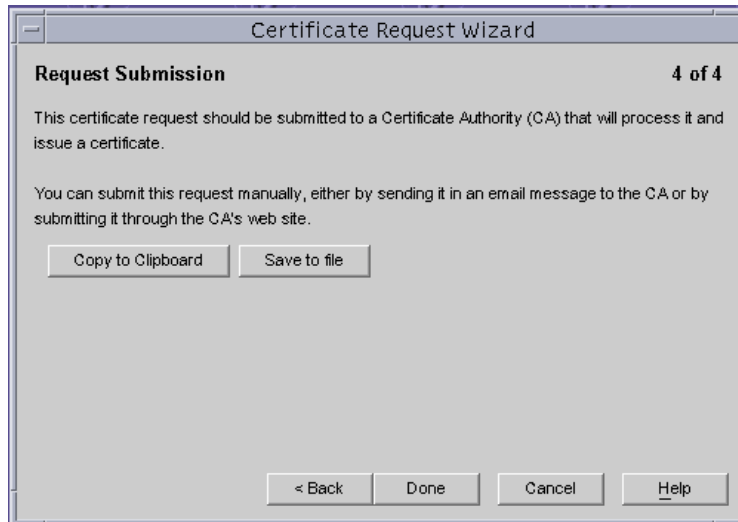 Certificate Request Wizard
Request Submission 4 of 4
This certificate request should be submitted to a Certificate Authority (CA) that will process it and
issue a certificate.
You can submit this request manually, either by sending it in an email message to the CA or by
submitting it through the CA's web site.
Copy to Clipboard Save to file
< Back Done Cancel Help